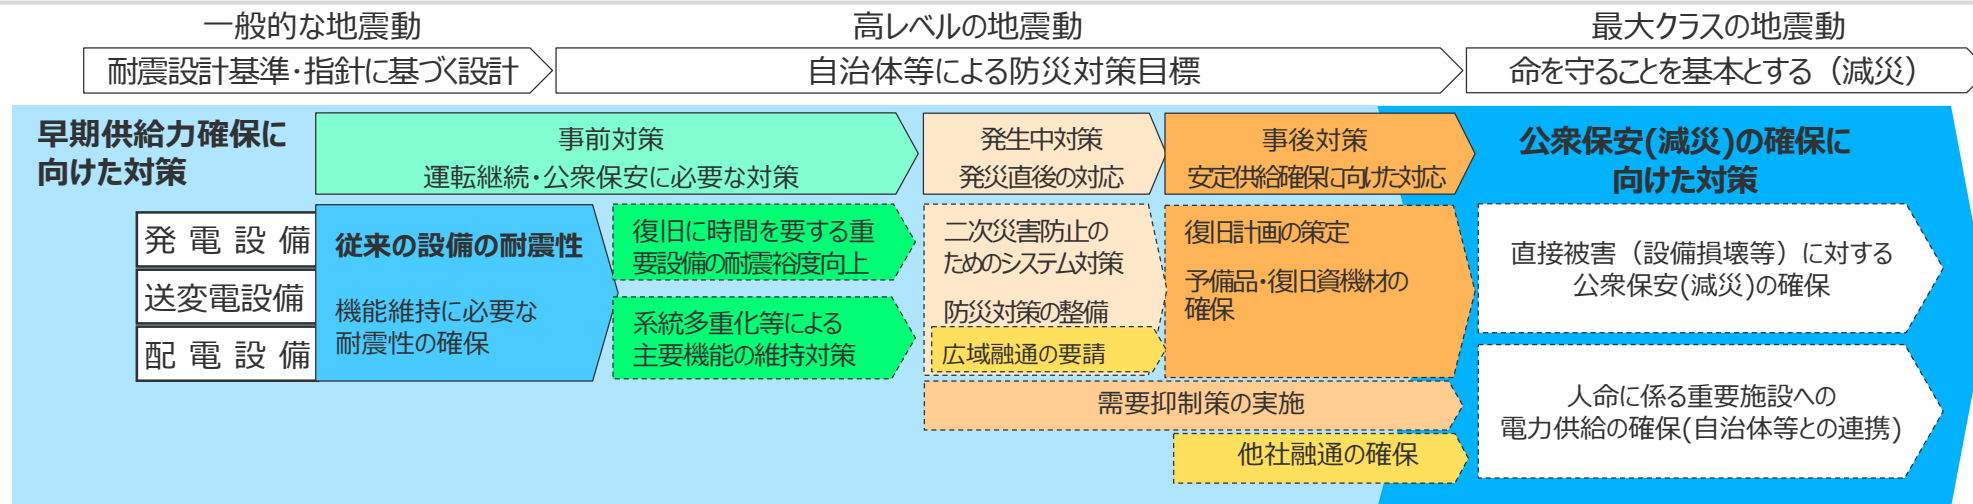 一般的な地震動
高レベルの地震動
最大クラスの地震動
耐震設計基準・指針に基づく設計
自治体等による防災対策目標
命を守ることを基本とする（減災）
早期供給力確保に
向けた対策
事前対策
運転継続・公衆保安に必要な対策
発生中対策
発災直後の対応
事後対策
安定供給確保に向けた対応
公衆保安(減災)の確保に
向けた対策
発電設備
送変電設備
配電設備
従来の設備の耐震性
機能維持に必要な
耐震性の確保
復旧に時間を要する重
要設備の耐震裕度向上
系統多重化等による
主要機能の維持対策
二次災害防止の
ためのシステム対策
防災対策の整備
広域融通の要請
復旧計画の策定
予備品・復旧資機材の
確保
需要抑制策の実施
他社融通の確保
直接被害（設備損壊等）に対する
公衆保安(減災)の確保
人命に係る重要施設への
電力供給の確保(自治体等との連携)